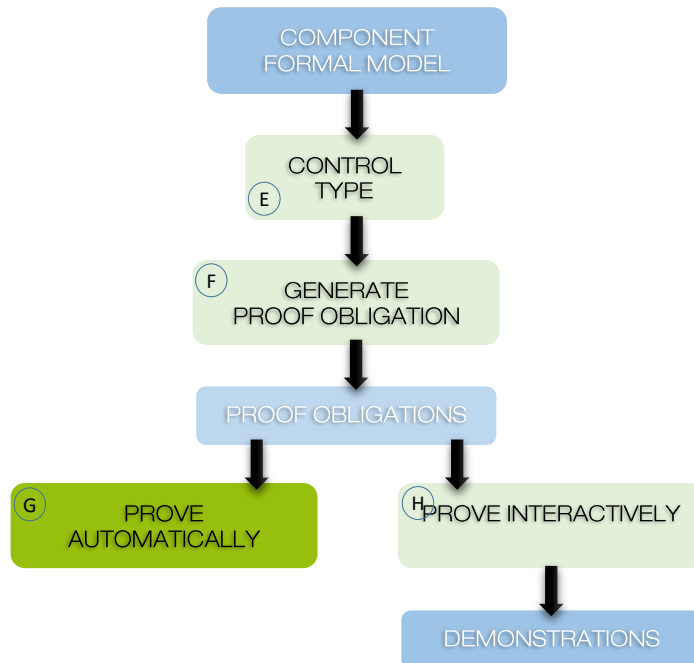 COMPONENT
FORMAL MODEL
CONTROL
TYPE
E
F
GENERATE
PROOF OBLIGATION
PROOF OBLIGATIONS
G
PROVE
AUTOMATICALLY
H
PROVE INTERACTIVELY
DEMONSTRATIONS